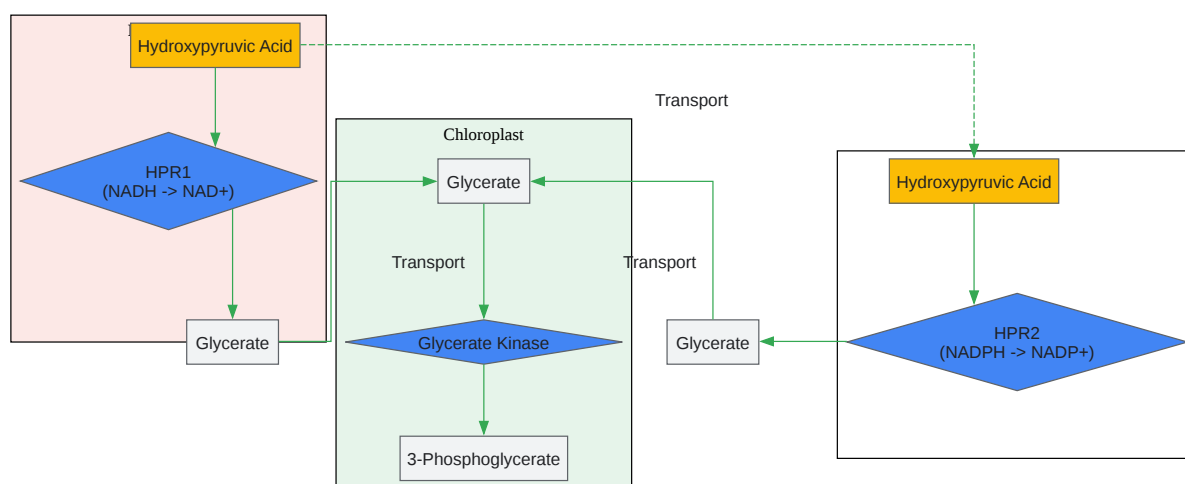 Hydroxypyruvic Acid
Transport
Chloroplast
HPR1
(NADH -> NAD+)
Glycerate
Hydroxypyruvic Acid
Transport
Transport
Glycerate
Glycerate Kinase
Glycerate
HPR2
(NADPH -> NADP+)
3-Phosphoglycerate